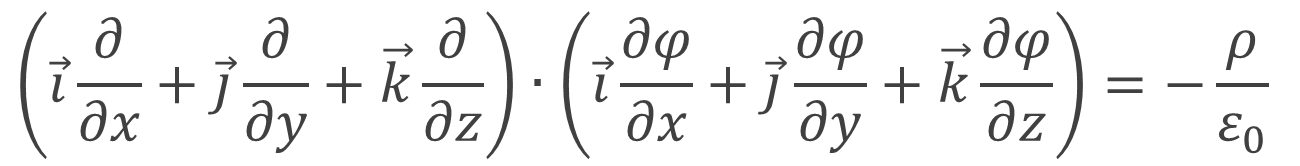 (i⃗ ∂/∂x + j⃗ ∂/∂y + k⃗ ∂/∂z) · (i⃗ ∂φ/∂x + j⃗ ∂φ/∂y + k⃗ ∂φ/∂z) = − ρ/ε₀